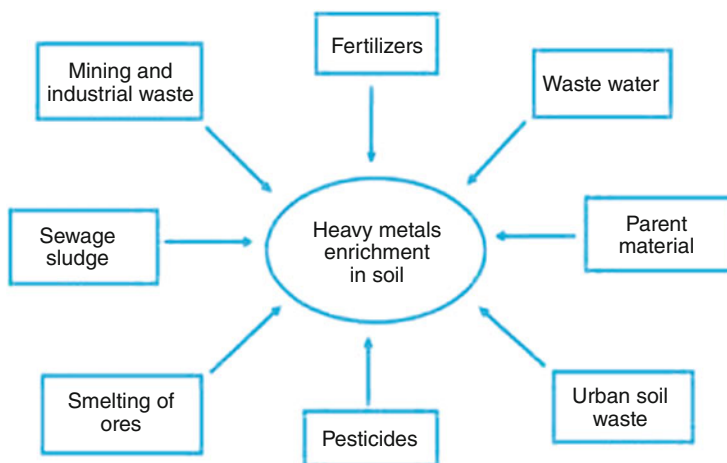 Fertilizers
Mining and
industrial waste
Waste water
Heavy metals
enrichment
in soil
Sewage
sludge
Parent
material
Smelting of
ores
Pesticides
Urban soil
waste